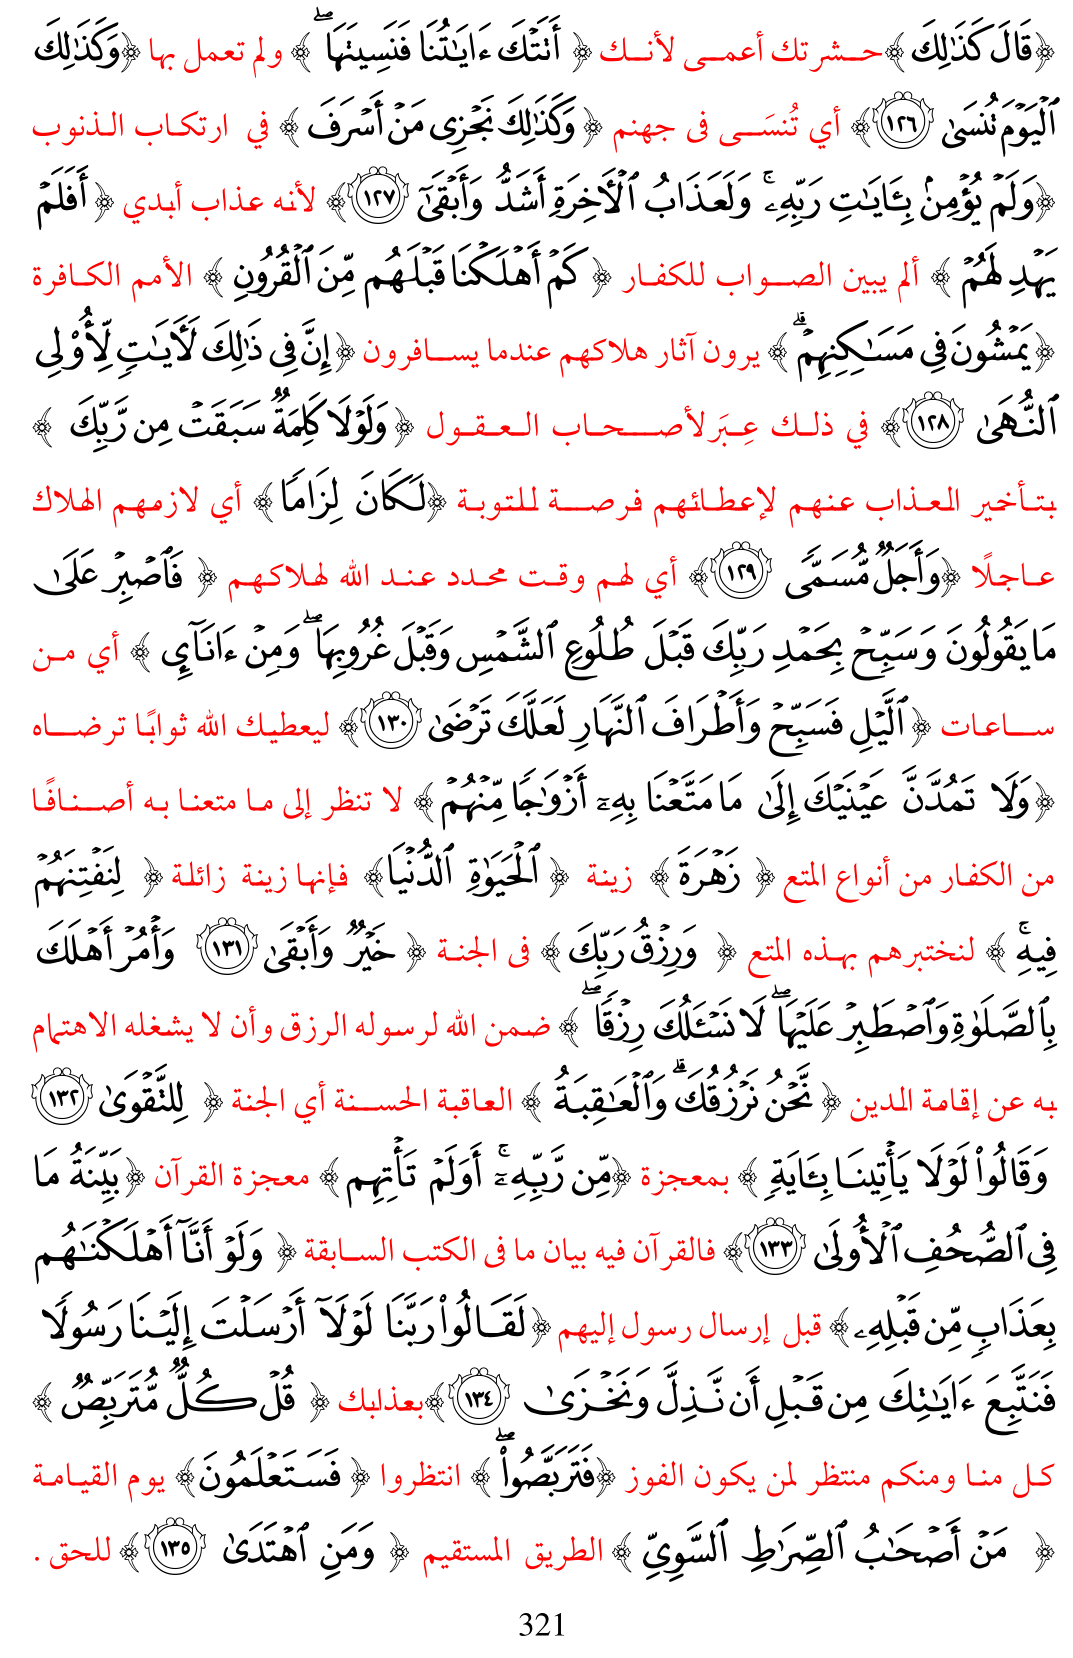 ﴿قَالَ كَذَٰلِكَ﴾ حشرتك أعمى لأنك ﴿ أَتَتْكَ ءَايَٰتُنَا فَنَسِيتَهَا ۖ ﴾ ولم تعمل بها ﴿وَكَذَٰلِكَ
ٱلْيَوْمَ تُنسَىٰ ١٢٦﴾ أي تُنسَى فى جهنم ﴿ وَكَذَٰلِكَ نَجْزِى مَنْ أَسْرَفَ ﴾ في ارتكاب الذنوب
﴿وَلَمْ يُؤْمِنۢ بِـَٔايَٰتِ رَبِّهِۦ ۚ وَلَعَذَابُ ٱلْءَاخِرَةِ أَشَدُّ وَأَبْقَىٰٓ ١٢٧﴾ لأنه عذاب أبدي ﴿ أَفَلَمْ
يَهْدِ لَهُمْ ﴾ ألم يبين الصواب للكفار ﴿ كَمْ أَهْلَكْنَا قَبْلَهُم مِّنَ ٱلْقُرُونِ ﴾ الأمم الكافرة
﴿يَمْشُونَ فِى مَسَٰكِنِهِمْ ۗ ﴾ يرون آثار هلاكهم عندما يسافرون ﴿إِنَّ فِى ذَٰلِكَ لَءَايَٰتٍ لِّأُو۟لِى
ٱلنُّهَىٰ ١٢٨﴾ في ذلك عِبَر لأصحاب العقول ﴿ وَلَوْلَا كَلِمَةٌ سَبَقَتْ مِن رَّبِّكَ ﴾
بتأخير العذاب عنهم لإعطائهم فرصة للتوبة ﴿لَكَانَ لِزَامًا﴾ أي لازمهم الهلاك
عاجلًا ﴿وَأَجَلٌ مُّسَمًّى ١٢٩﴾ أي لهم وقت محدد عند الله لهلاكهم ﴿ فَٱصْبِرْ عَلَىٰ
مَا يَقُولُونَ وَسَبِّحْ بِحَمْدِ رَبِّكَ قَبْلَ طُلُوعِ ٱلشَّمْسِ وَقَبْلَ غُرُوبِهَا ۖ وَمِنْ ءَانَآئِ ﴾ أي من
ساعات ﴿ ٱلَّيْلِ فَسَبِّحْ وَأَطْرَافَ ٱلنَّهَارِ لَعَلَّكَ تَرْضَىٰ ١٣٠﴾ ليعطيك الله ثوابًا ترضاه
﴿وَلَا تَمُدَّنَّ عَيْنَيْكَ إِلَىٰ مَا مَتَّعْنَا بِهِۦٓ أَزْوَٰجًا مِّنْهُمْ﴾ لا تنظر إلى ما متعنا به أصنافًا
من الكفار من أنواع المتع ﴿ زَهْرَةَ ﴾ زينة ﴿ ٱلْحَيَوٰةِ ٱلدُّنْيَا﴾ فإنها زينة زائلة ﴿ لِنَفْتِنَهُمْ
فِيهِ ۚ ﴾ لنختبرهم بهذه المتع ﴿ وَرِزْقُ رَبِّكَ ﴾ فى الجنة ﴿ خَيْرٌ وَأَبْقَىٰ ١٣١ وَأْمُرْ أَهْلَكَ
بِٱلصَّلَوٰةِ وَٱصْطَبِرْ عَلَيْهَا ۖ لَا نَسْـَٔلُكَ رِزْقًا ۖ ﴾ ضمن الله لرسوله الرزق وأن لا يشغله الاهتمام
به عن إقامة الدين ﴿ نَّحْنُ نَرْزُقُكَ ۗ وَٱلْعَٰقِبَةُ ﴾ العاقبة الحسنة أي الجنة ﴿ لِلتَّقْوَىٰ ١٣٢
وَقَالُوا۟ لَوْلَا يَأْتِينَا بِـَٔايَةٍ ﴾ بمعجزة ﴿مِّن رَّبِّهِۦٓ ۚ أَوَلَمْ تَأْتِهِم ﴾ معجزة القرآن ﴿بَيِّنَةُ مَا
فِى ٱلصُّحُفِ ٱلْأُولَىٰ ١٣٣﴾ فالقرآن فيه بيان ما فى الكتب السابقة ﴿ وَلَوْ أَنَّآ أَهْلَكْنَٰهُم
بِعَذَابٍ مِّن قَبْلِهِۦ﴾ قبل إرسال رسول إليهم ﴿لَقَالُوا۟ رَبَّنَا لَوْلَآ أَرْسَلْتَ إِلَيْنَا رَسُولًا
فَنَتَّبِعَ ءَايَٰتِكَ مِن قَبْلِ أَن نَّذِلَّ وَنَخْزَىٰ ١٣٤﴾ بعذابك ﴿ قُلْ كُلٌّ مُّتَرَبِّصٌ ﴾
كل منا ومنكم منتظر لمن يكون الفوز ﴿فَتَرَبَّصُوا۟ ۖ ﴾ انتظروا ﴿ فَسَتَعْلَمُونَ﴾ يوم القيامة
﴿ مَنْ أَصْحَٰبُ ٱلصِّرَٰطِ ٱلسَّوِىِّ ﴾ الطريق المستقيم ﴿ وَمَنِ ٱهْتَدَىٰ ١٣٥﴾ للحق .
321